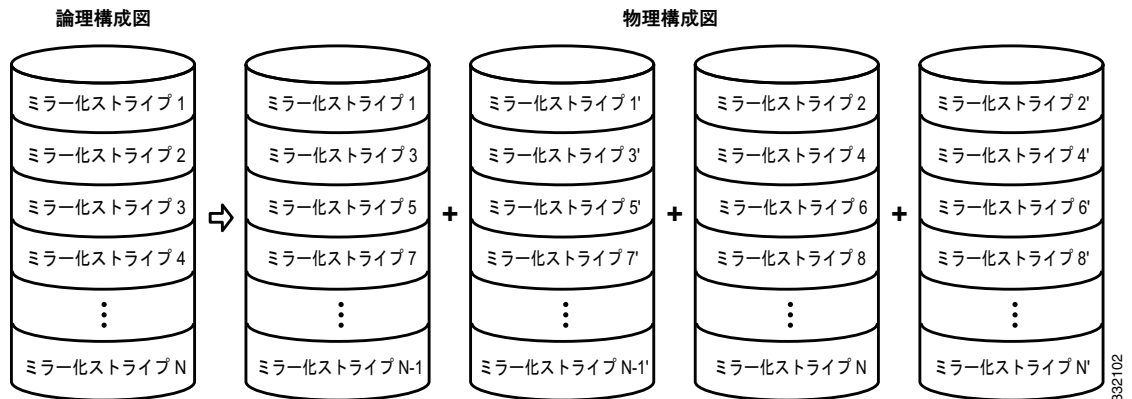 論理構成図
物理構成図
ミラー化ストライプ 1
ミラー化ストライプ 2
ミラー化ストライプ 3
ミラー化ストライプ 4
ミラー化ストライプ N
ミラー化ストライプ 1
ミラー化ストライプ 3
ミラー化ストライプ 5
ミラー化ストライプ 7
ミラー化ストライプ N-1
+
ミラー化ストライプ 1'
ミラー化ストライプ 3'
ミラー化ストライプ 5'
ミラー化ストライプ 7'
ミラー化ストライプ N-1'
+
ミラー化ストライプ 2
ミラー化ストライプ 4
ミラー化ストライプ 6
ミラー化ストライプ 8
ミラー化ストライプ N
+
ミラー化ストライプ 2'
ミラー化ストライプ 4'
ミラー化ストライプ 6'
ミラー化ストライプ 8'
ミラー化ストライプ N'
332102